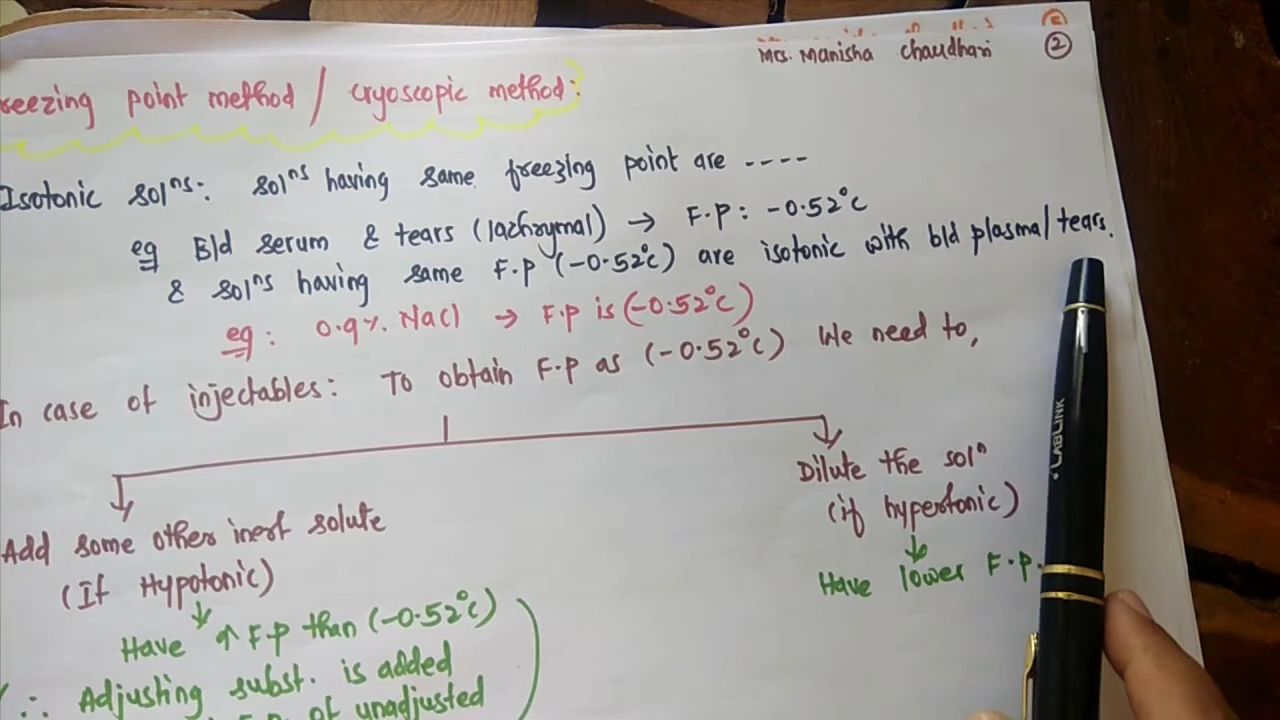 Mrs. Manisha Chaudhari ②
reezing point method / cryoscopic method:
Isotonic solⁿˢ: solⁿˢ having same freezing point are ----
eg Bld serum & tears (lachrymal) → F.P: -0.52°C
& solⁿˢ having same F.P (-0.52°C) are isotonic with bld plasma/tears.
eg: 0.9%. NaCl → F.P is (-0.52°C)
In case of injectables: To obtain F.P as (-0.52°C) We need to,
Dilute the solⁿ
(if hypertonic)
↓
Have lower F.P.
Add some other inert solute
(If Hypotonic)
↓
Have ↑ F.P than (-0.52°C)
∴ Adjusting subst. is added
of unadjusted
LABLINK